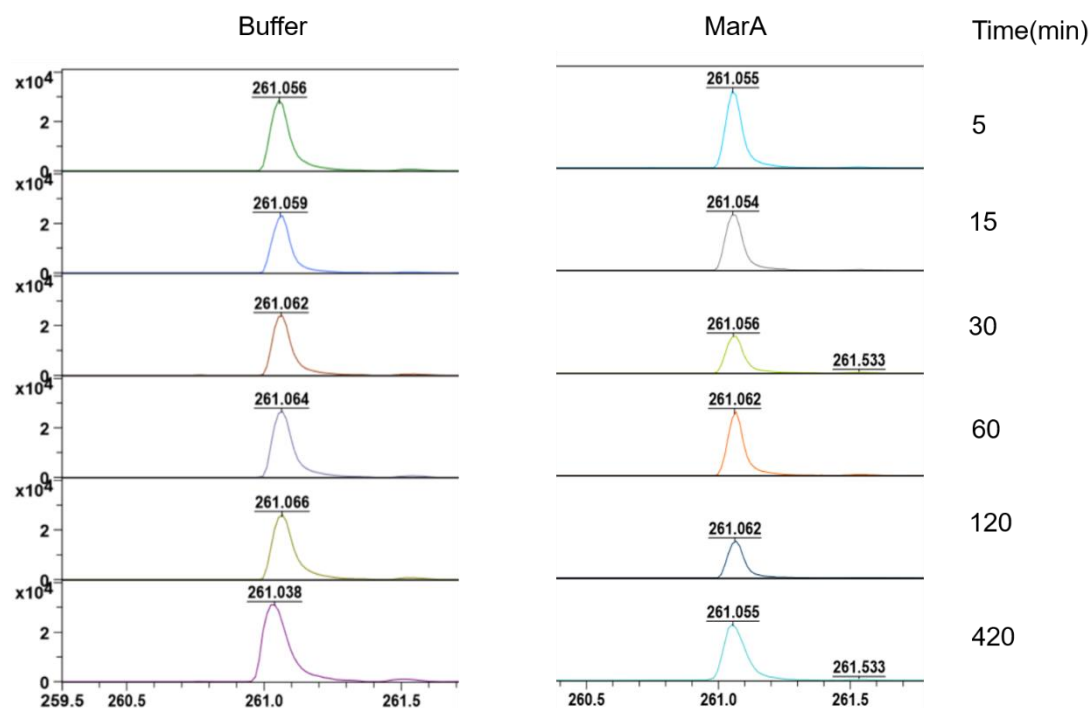 Buffer MarA Time(min)
x10⁴ 261.056 261.055
2 5
0
x10⁴ 261.059 261.054
2 15
0
x10⁴ 261.062 261.056
2 261.533 30
0
x10⁴ 261.064 261.062
2 60
0
x10⁴ 261.066 261.062
2 120
0
x10⁴ 261.038 261.055
2 261.533 420
0
259.5 260.5 261.0 261.5 260.5 261.0 261.5